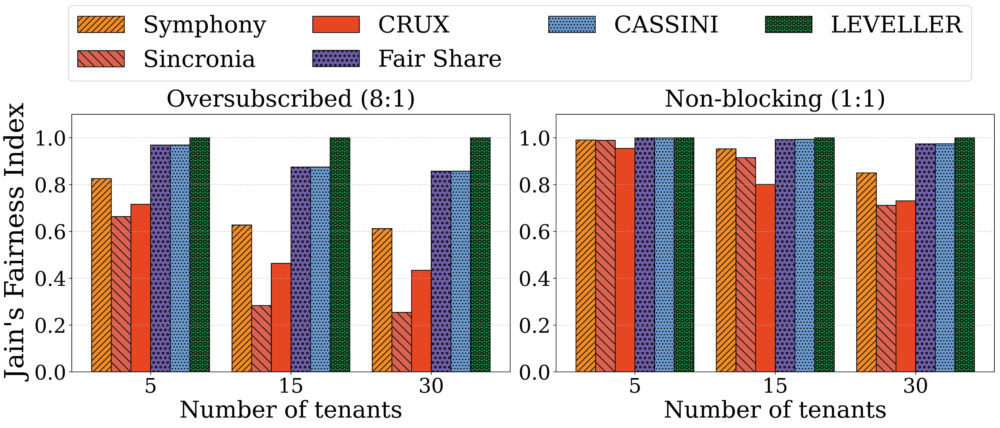 Symphony CRUX CASSINI LEVELLER
Sincronia Fair Share
Oversubscribed (8:1) Non-blocking (1:1)
Jain's Fairness Index
1.0
0.8
0.6
0.4
0.2
0.0
5 15 30
Number of tenants
1.0
0.8
0.6
0.4
0.2
0.0
5 15 30
Number of tenants